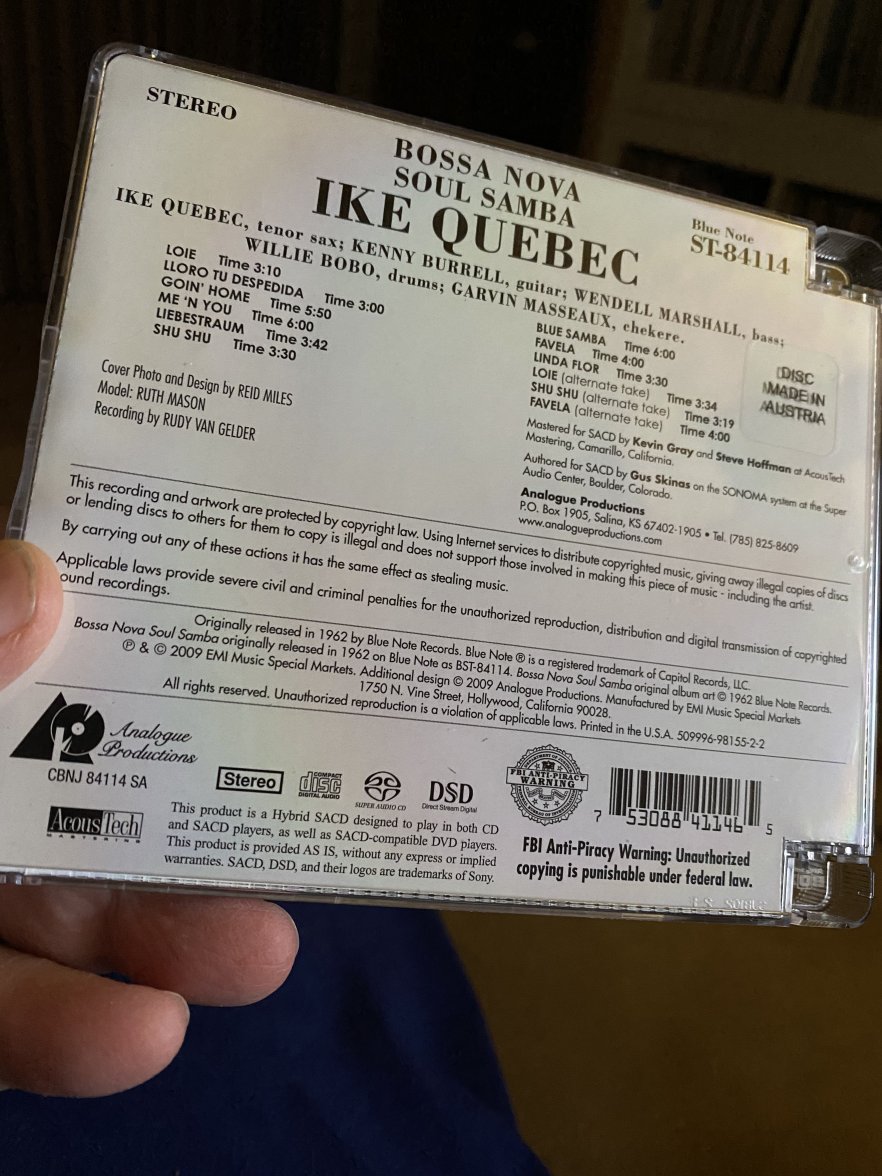 STEREO
BOSSA NOVA
SOUL SAMBA
IKE QUEBEC
Blue Note
ST-84114
IKE QUEBEC, tenor sax; KENNY BURRELL, guitar; WENDELL MARSHALL, bass;
WILLIE BOBO, drums; GARVIN MASSEAUX, chekere.
LOIE Time 3:10
LLORO TU DESPEDIDA Time 3:00
GOIN' HOME Time 5:50
ME 'N YOU Time 6:00
LIEBESTRAUM Time 3:42
SHU SHU Time 3:30
BLUE SAMBA Time 6:00
FAVELA Time 4:00
LINDA FLOR Time 3:30
LOIE (alternate take) Time 3:34
SHU SHU (alternate take) Time 3:19
FAVELA (alternate take) Time 4:00
DISC
MADE IN
AUSTRIA
Cover Photo and Design by REID MILES
Model: RUTH MASON
Recording by RUDY VAN GELDER
Mastered for SACD by Kevin Gray and Steve Hoffman at AcousTech
Mastering, Camarillo, California.
Authored for SACD by Gus Skinas on the SONOMA system at the Super
Audio Center, Boulder, Colorado.
Analogue Productions
P.O. Box 1905, Salina, KS 67402-1905 • Tel. (785) 825-8609
www.analogueproductions.com
This recording and artwork are protected by copyright law. Using Internet services to distribute copyrighted music, giving away illegal copies of discs
or lending discs to others for them to copy is illegal and does not support those involved in making this piece of music - including the artist.
By carrying out any of these actions it has the same effect as stealing music.
Applicable laws provide severe civil and criminal penalties for the unauthorized reproduction, distribution and digital transmission of copyrighted
ound recordings.
Originally released in 1962 by Blue Note Records. Blue Note ® is a registered trademark of Capitol Records, LLC.
Bossa Nova Soul Samba originally released in 1962 on Blue Note as BST-84114. Bossa Nova Soul Samba original album art © 1962 Blue Note Records.
℗ & © 2009 EMI Music Special Markets. Additional design © 2009 Analogue Productions. Manufactured by EMI Music Special Markets
1750 N. Vine Street, Hollywood, California 90028.
All rights reserved. Unauthorized reproduction is a violation of applicable laws. Printed in the U.S.A. 509996-98155-2-2
Analogue
Productions
CBNJ 84114 SA
AcousTech
MASTERING
Stereo
COMPACT
disc
DIGITAL AUDIO
SUPER AUDIO CD
DSD
Direct Stream Digital
This product is a Hybrid SACD designed to play in both CD
and SACD players, as well as SACD-compatible DVD players.
This product is provided AS IS, without any express or implied
warranties. SACD, DSD, and their logos are trademarks of Sony.
FBI ANTI-PIRACY
WARNING
7 53088 41146 5
FBI Anti-Piracy Warning: Unauthorized
copying is punishable under federal law.